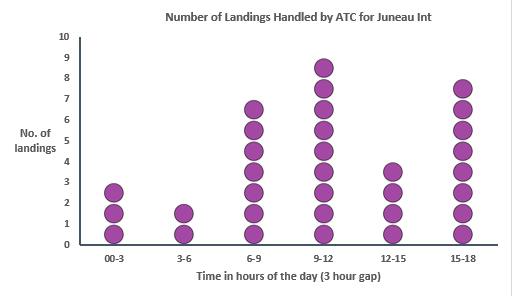 Number of Landings Handled by ATC for Juneau Int
10
9
8
7
6
5
4
3
2
1
0
No. of
landings
00-3 3-6 6-9 9-12 12-15 15-18
Time in hours of the day (3 hour gap)